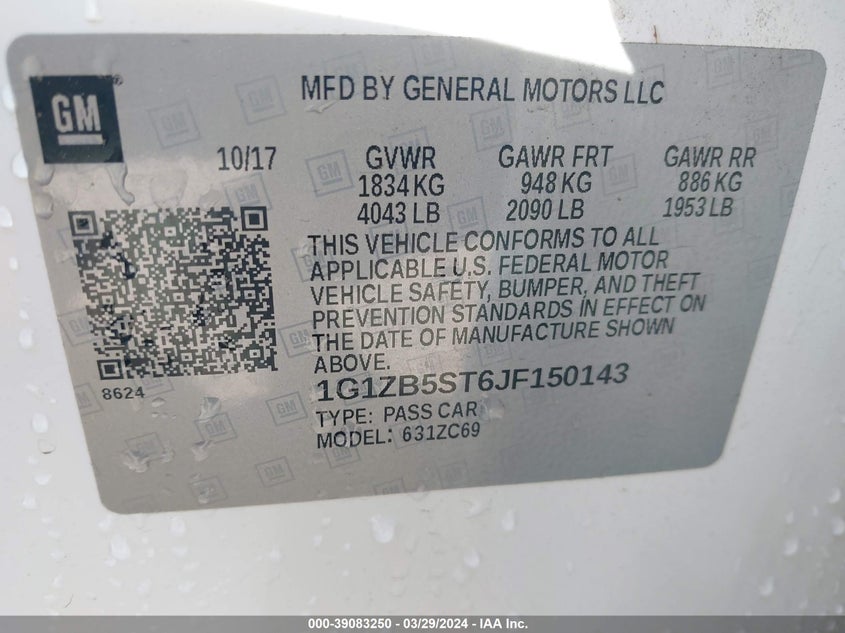 GM
MFD BY GENERAL MOTORS LLC
10/17
GVWR GAWR FRT GAWR RR
1834 KG 948 KG 886 KG
4043 LB 2090 LB 1953 LB
THIS VEHICLE CONFORMS TO ALL
APPLICABLE U.S. FEDERAL MOTOR
VEHICLE SAFETY, BUMPER, AND THEFT
PREVENTION STANDARDS IN EFFECT ON
THE DATE OF MANUFACTURE SHOWN
ABOVE.
8624
1G1ZB5ST6JF150143
TYPE: PASS CAR
MODEL: 631ZC69
000-39083250 - 03/29/2024 - IAA Inc.